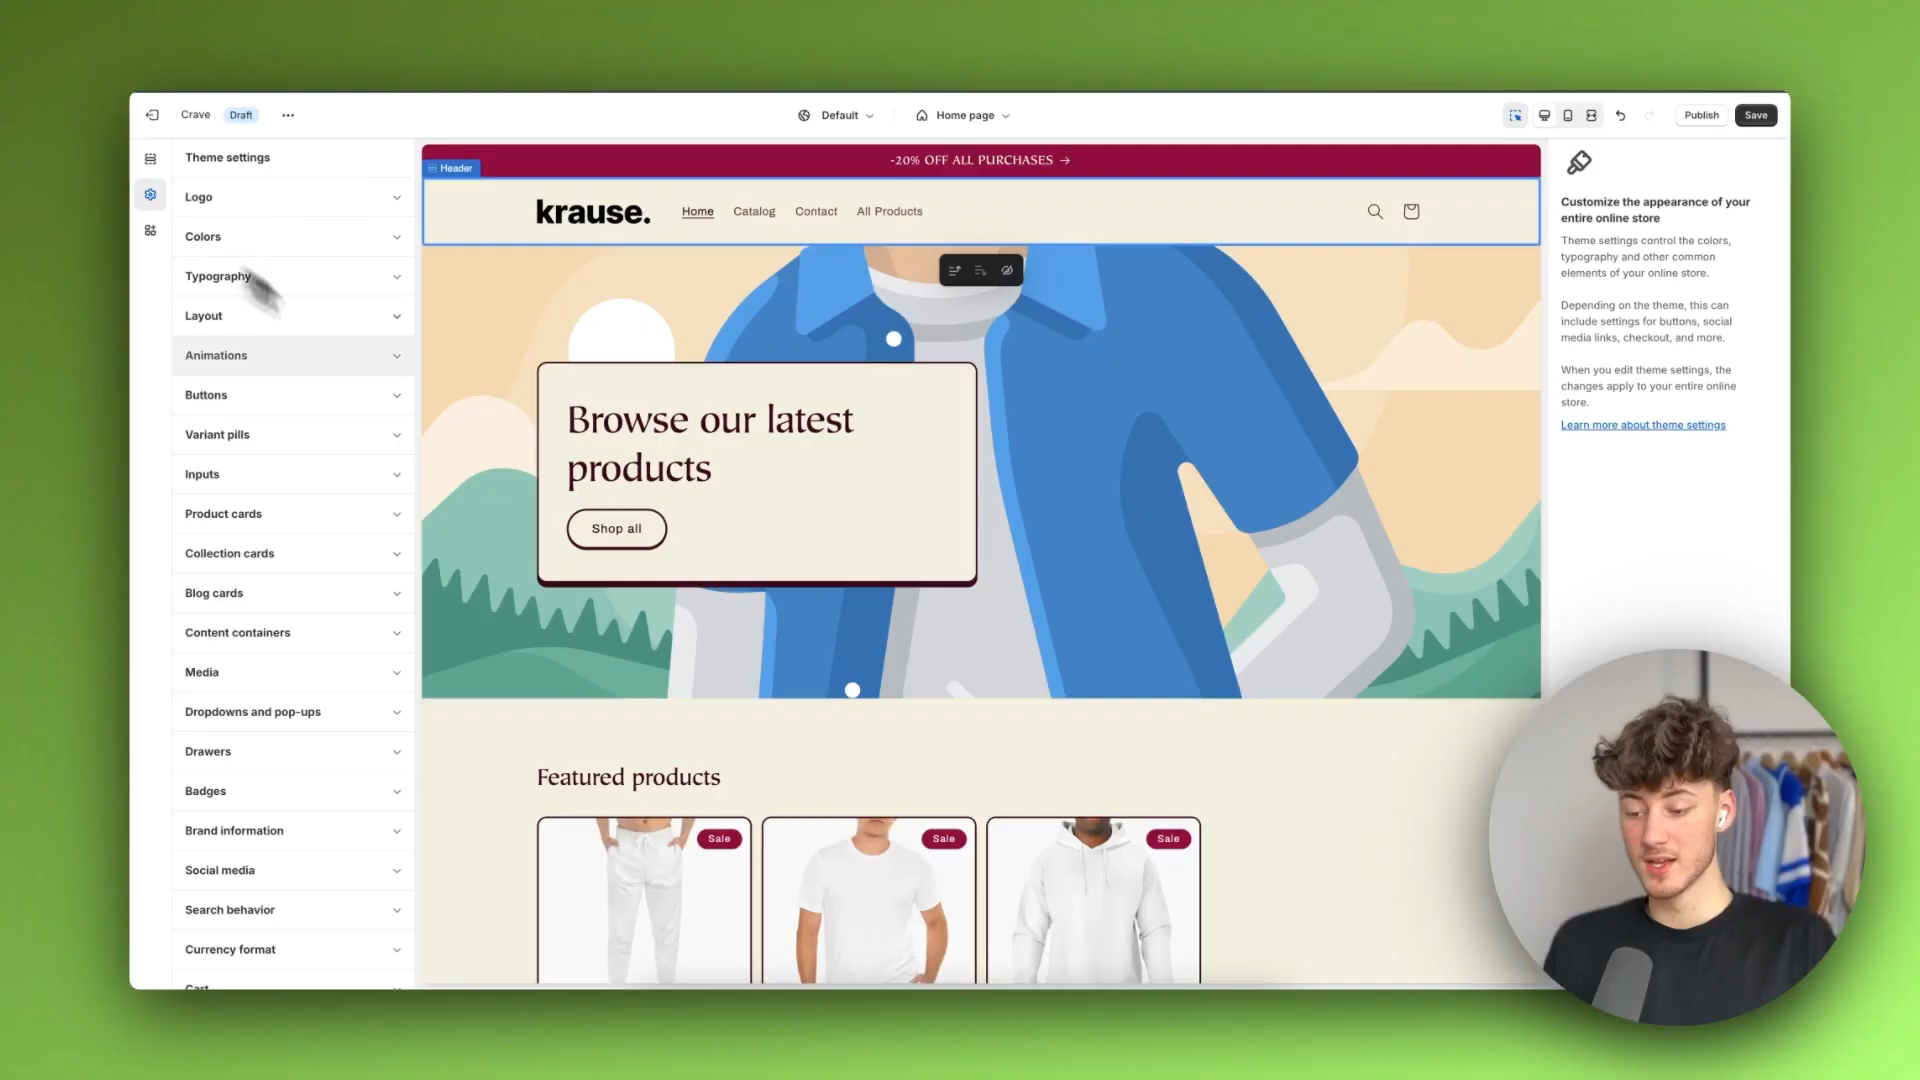 Crave Draft
Default
Home page
Publish
Save
Theme settings
Logo
Colors
Typography
Layout
Animations
Buttons
Variant pills
Inputs
Product cards
Collection cards
Blog cards
Content containers
Media
Dropdowns and pop-ups
Drawers
Badges
Brand information
Social media
Search behavior
Currency format
Cart
-20% OFF ALL PURCHASES →
Header
krause.
Home Catalog Contact All Products
Browse our latest
products
Shop all
Featured products
Sale
Sale
Sale
Customize the appearance of your
entire online store
Theme settings control the colors,
typography and other common
elements of your online store.
Depending on the theme, this can
include settings for buttons, social
media links, checkout, and more.
When you edit theme settings, the
changes apply to your entire online
store.
Learn more about theme settings